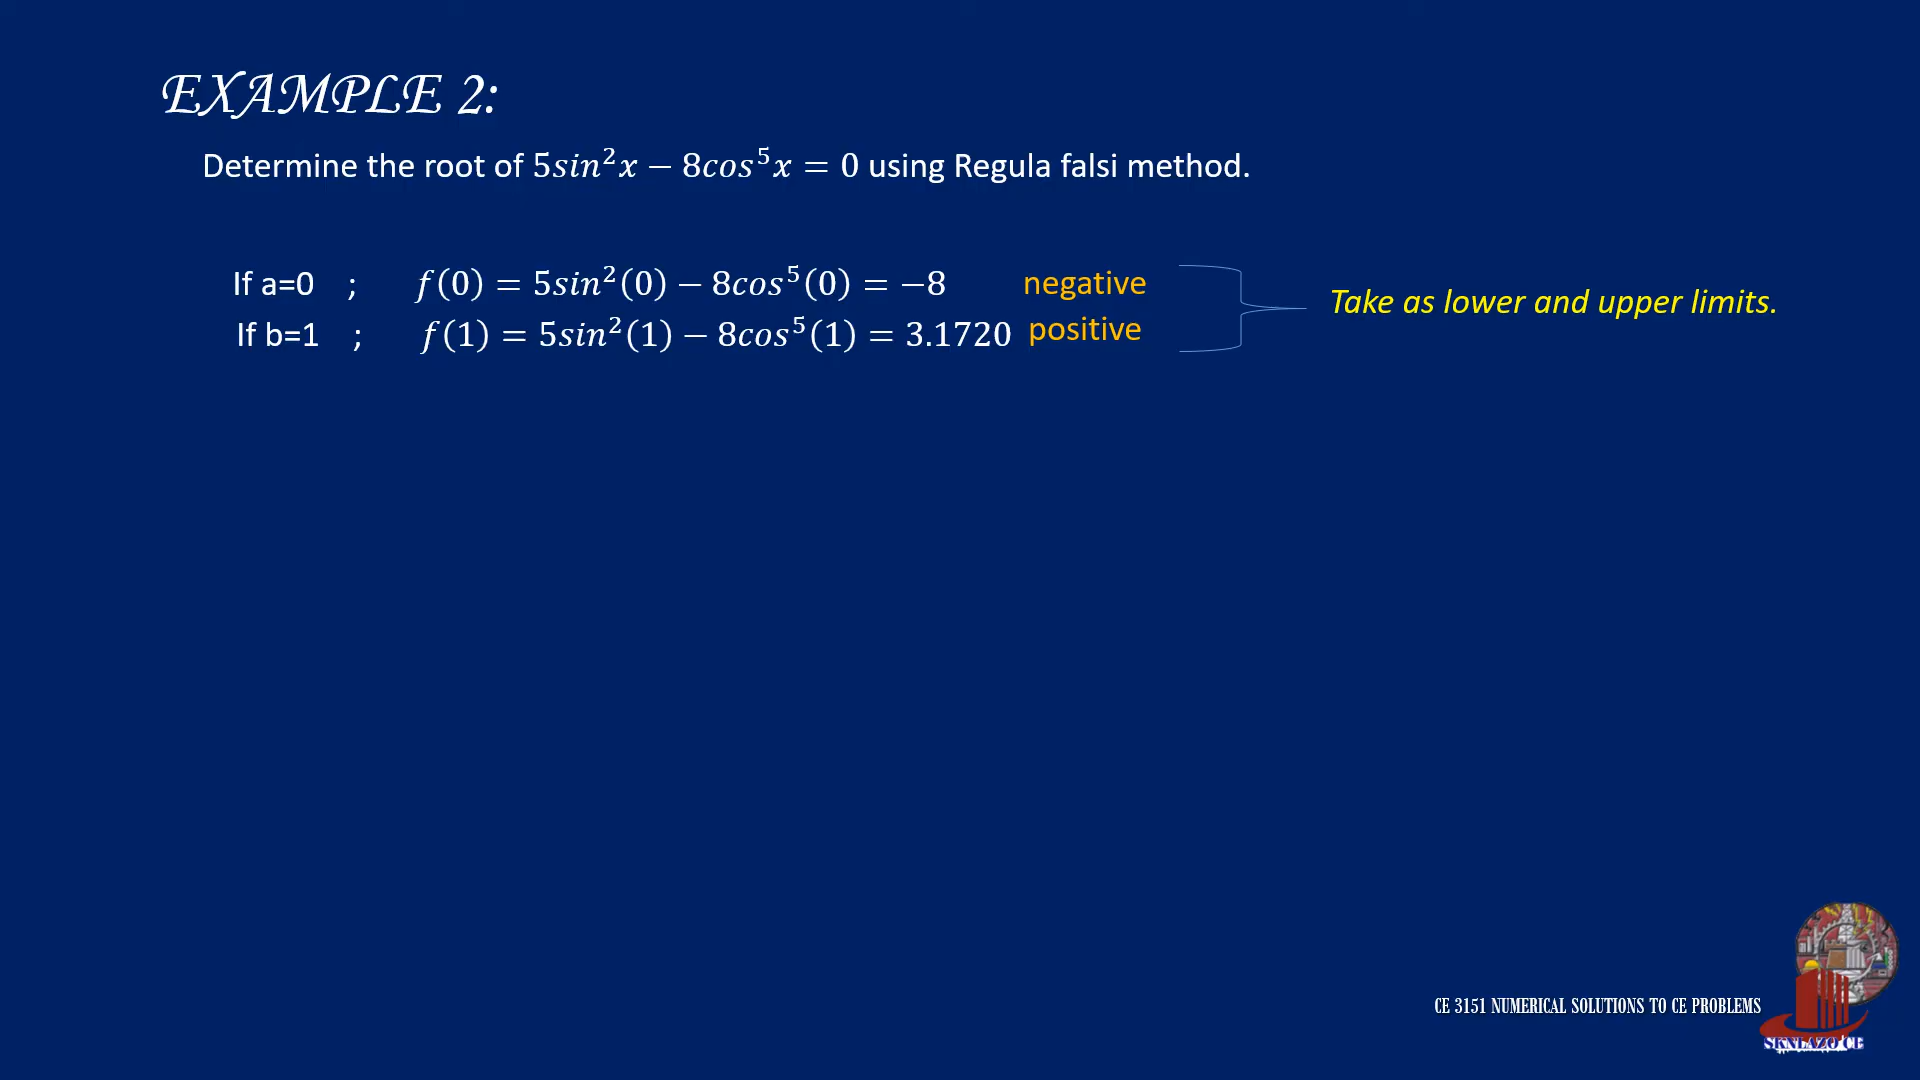 EXAMPLE 2:
Determine the root of 5sin²x − 8cos⁵x = 0 using Regula falsi method.
If a=0 ; f(0) = 5sin²(0) − 8cos⁵(0) = −8 negative
If b=1 ; f(1) = 5sin²(1) − 8cos⁵(1) = 3.1720 positive
Take as lower and upper limits.
CE 3151 NUMERICAL SOLUTIONS TO CE PROBLEMS
SKNLAZO CE